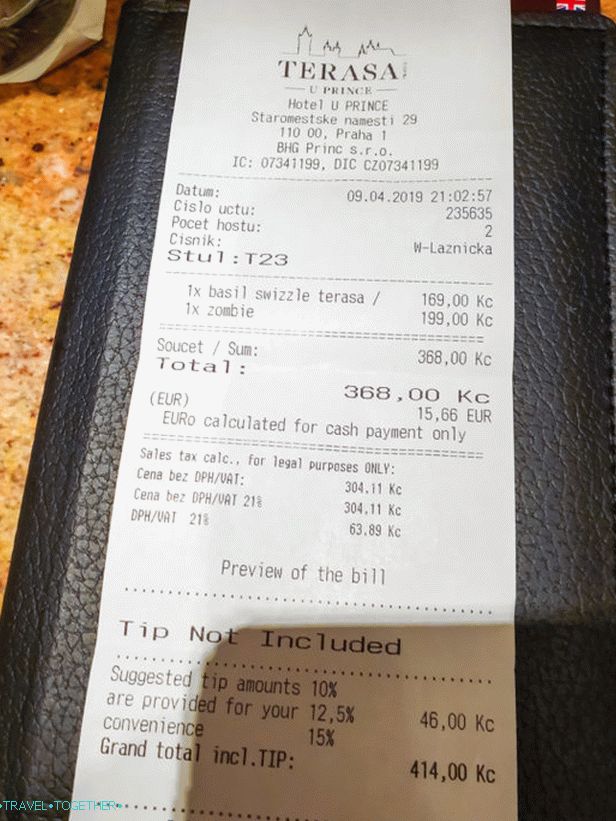 TERASA
U PRINCE
Hotel U PRINCE
Staromestske namesti 29
110 00, Praha 1
BHG Princ s.r.o.
IC: 07341199, DIC CZ07341199
Datum: 09.04.2019 21:02:57
Cislo uctu: 235635
Pocet hostu: 2
Cisnik: W-Laznicka
Stul:T23
1x basil swizzle terasa / 169,00 Kc
1x zombie 199,00 Kc
Soucet / Sum: 368,00 Kc
Total: 368,00 Kc
(EUR) 15,66 EUR
EURo calculated for cash payment only
Sales tax calc., for legal purposes ONLY:
Cena bez DPH/VAT: 304,11 Kc
Cena bez DPH/VAT 21% 304,11 Kc
DPH/VAT 21% 63,89 Kc
Preview of the bill
Tip Not Included
Suggested tip amounts 10%
are provided for your 12,5% 46,00 Kc
convenience 15%
Grand total incl.TIP: 414,00 Kc
•TRAVEL•TOGETHER•